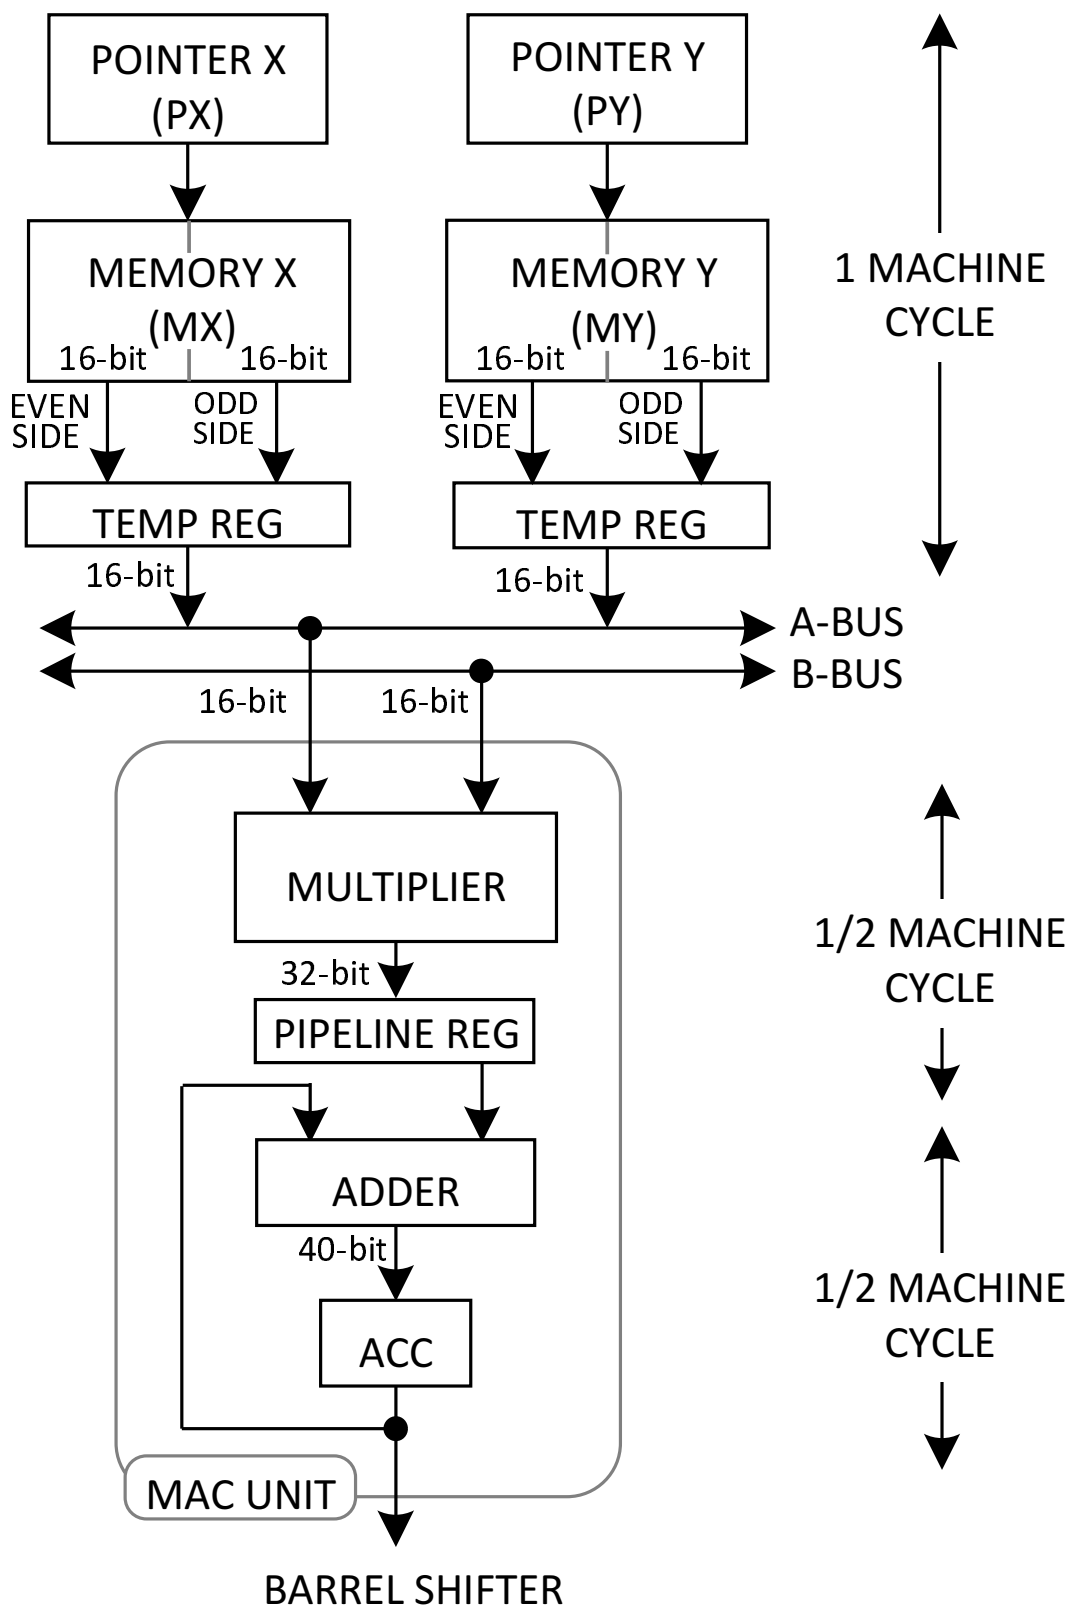 POINTER X
(PX)
POINTER Y
(PY)
MEMORY X
(MX)
16-bit
16-bit
MEMORY Y
(MY)
16-bit
16-bit
1 MACHINE
CYCLE
EVEN
SIDE
ODD
SIDE
EVEN
SIDE
ODD
SIDE
TEMP REG
TEMP REG
16-bit
16-bit
A-BUS
B-BUS
16-bit
16-bit
MULTIPLIER
1/2 MACHINE
CYCLE
32-bit
PIPELINE REG
ADDER
40-bit
ACC
1/2 MACHINE
CYCLE
MAC UNIT
BARREL SHIFTER